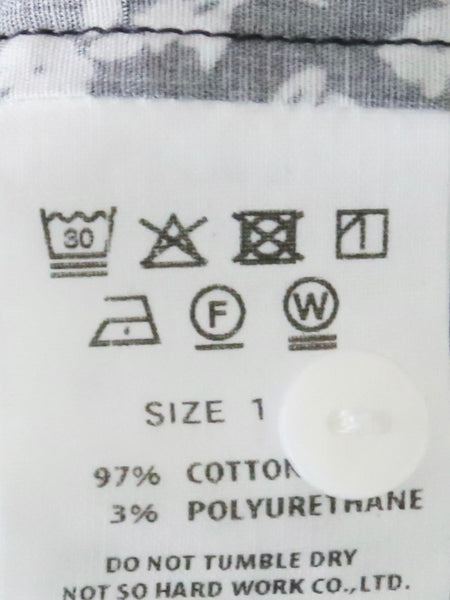 30
F W
SIZE 1
97% COTTON
3% POLYURETHANE
DO NOT TUMBLE DRY
NOT SO HARD WORK CO.,LTD.